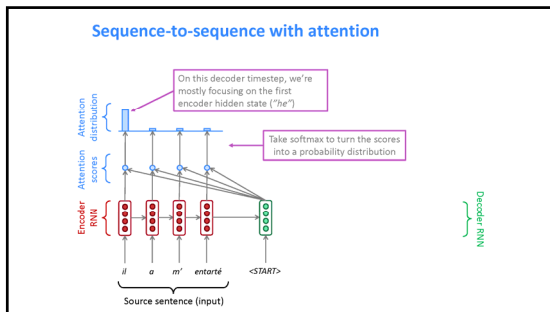 Sequence-to-sequence with attention
On this decoder timestep, we're
mostly focusing on the first
encoder hidden state ("he")
Attention
distribution
Take softmax to turn the scores
into a probability distribution
Attention
scores
Encoder
RNN
Decoder RNN
il a m' entarté <START>
Source sentence (input)